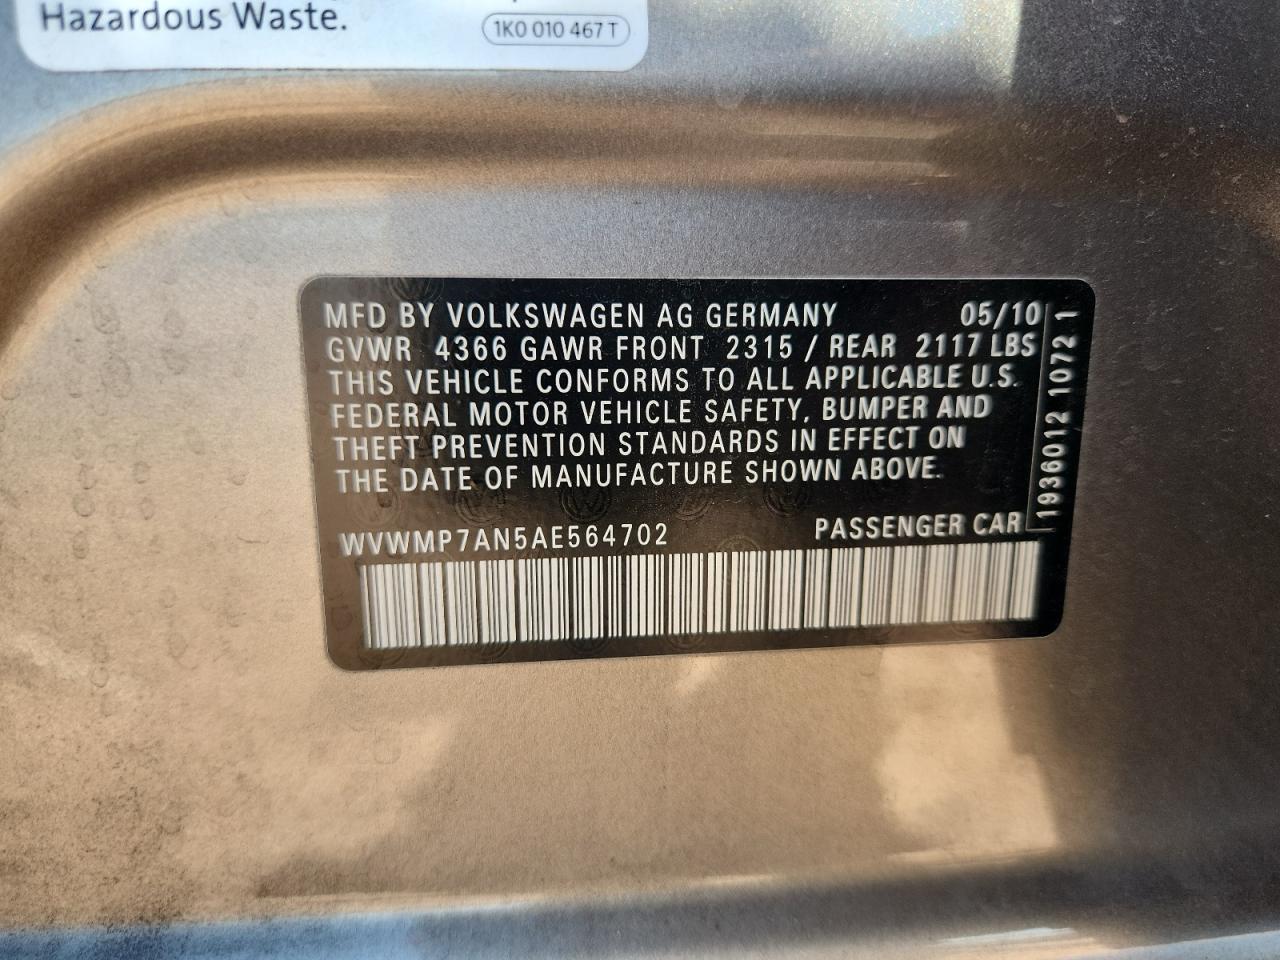 Hazardous Waste.
1K0 010 467 T
MFD BY VOLKSWAGEN AG GERMANY 05/10
GVWR 4366 GAWR FRONT 2315 / REAR 2117 LBS
THIS VEHICLE CONFORMS TO ALL APPLICABLE U.S.
FEDERAL MOTOR VEHICLE SAFETY, BUMPER AND
THEFT PREVENTION STANDARDS IN EFFECT ON
THE DATE OF MANUFACTURE SHOWN ABOVE.
WVWMP7AN5AE564702 PASSENGER CAR
1936012 1072 1